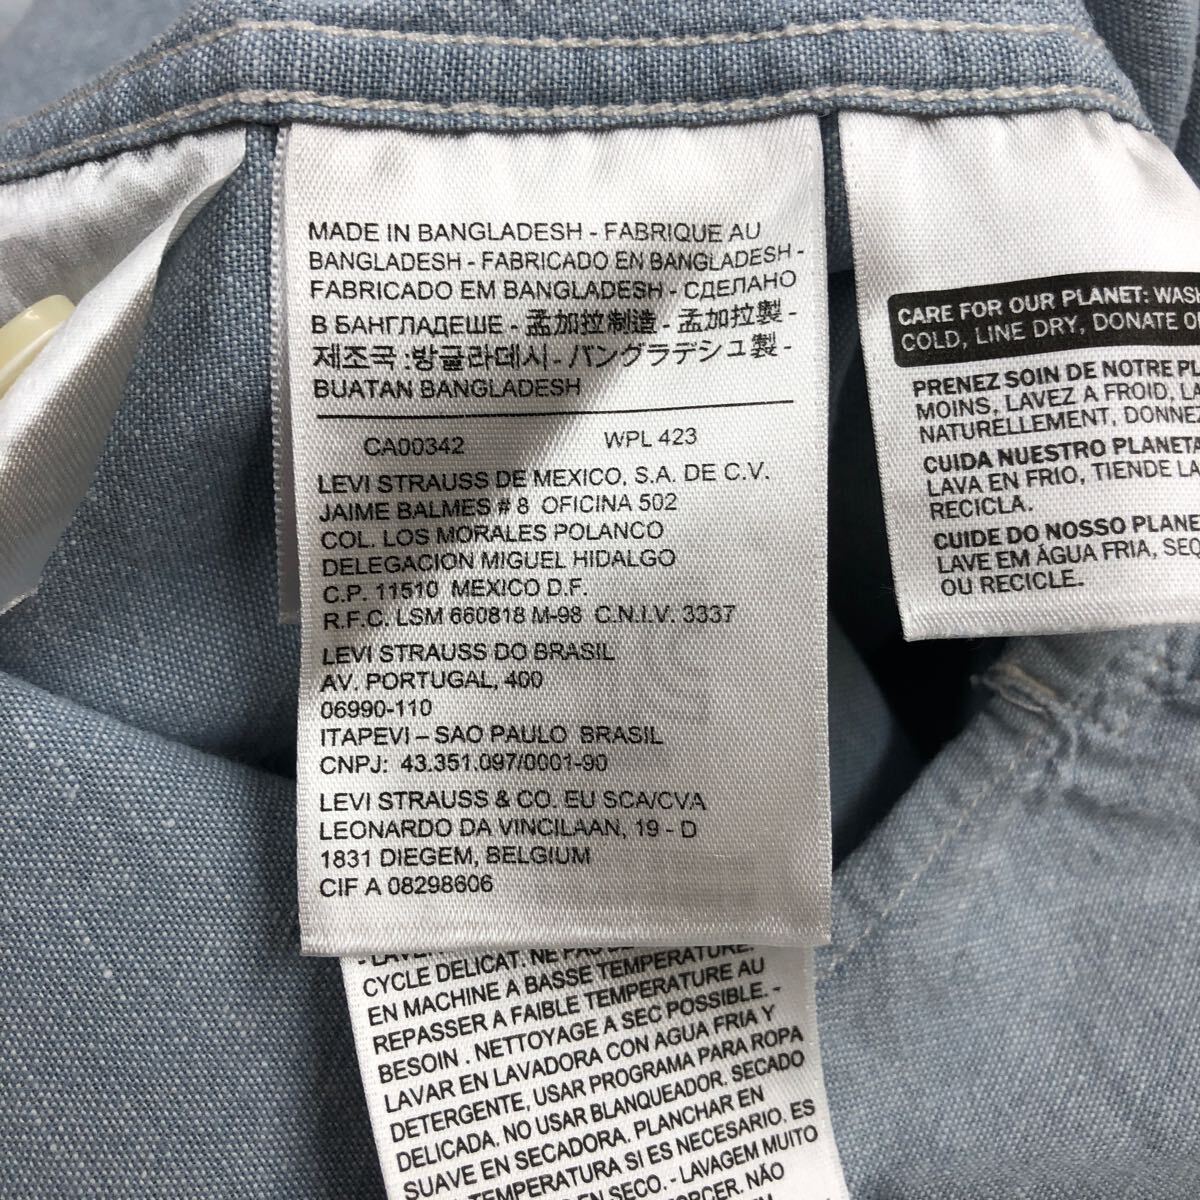 MADE IN BANGLADESH - FABRIQUE AU
BANGLADESH - FABRICADO EN BANGLADESH -
FABRICADO EM BANGLADESH - СДЕЛАНО
В БАНГЛАДЕШЕ - 孟加拉制造 - 孟加拉製 -
제조국 :방글라데시 - バングラデシュ製 -
BUATAN BANGLADESH
CA00342 WPL 423
LEVI STRAUSS DE MEXICO, S.A. DE C.V.
JAIME BALMES # 8 OFICINA 502
COL. LOS MORALES POLANCO
DELEGACION MIGUEL HIDALGO
C.P. 11510 MEXICO D.F.
R.F.C. LSM 660818 M-98 C.N.I.V. 3337
LEVI STRAUSS DO BRASIL
AV. PORTUGAL, 400
06990-110
ITAPEVI – SAO PAULO BRASIL
CNPJ: 43.351.097/0001-90
LEVI STRAUSS & CO. EU SCA/CVA
LEONARDO DA VINCILAAN, 19 - D
1831 DIEGEM, BELGIUM
CIF A 08298606
CARE FOR OUR PLANET: WASH
COLD, LINE DRY, DONATE
PRENEZ SOIN DE NOTRE
MOINS, LAVEZ A FROID,
NATURELLEMENT, DONNEZ
CUIDA NUESTRO PLANETA
LAVA EN FRIO, TIENDE LA
RECICLA.
CUIDE DO NOSSO
LAVE EM ÁGUA FRIA,
OU RECICLE.
CYCLE DELICAT. NE PAS
EN MACHINE A BASSE TEMPERATURE.
REPASSER A FAIBLE TEMPERATURE AU
BESOIN . NETTOYAGE A SEC POSSIBLE. -
LAVAR EN LAVADORA CON AGUA FRIA Y
DETERGENTE, USAR PROGRAMA PARA ROPA
DELICADA. NO USAR BLANQUEADOR. SECADO
SUAVE EN SECADORA. PLANCHAR EN
TEMPERATURA SI ES NECESARIO. ES
EN SECO. - LAVAGEM MUITO
NÃO